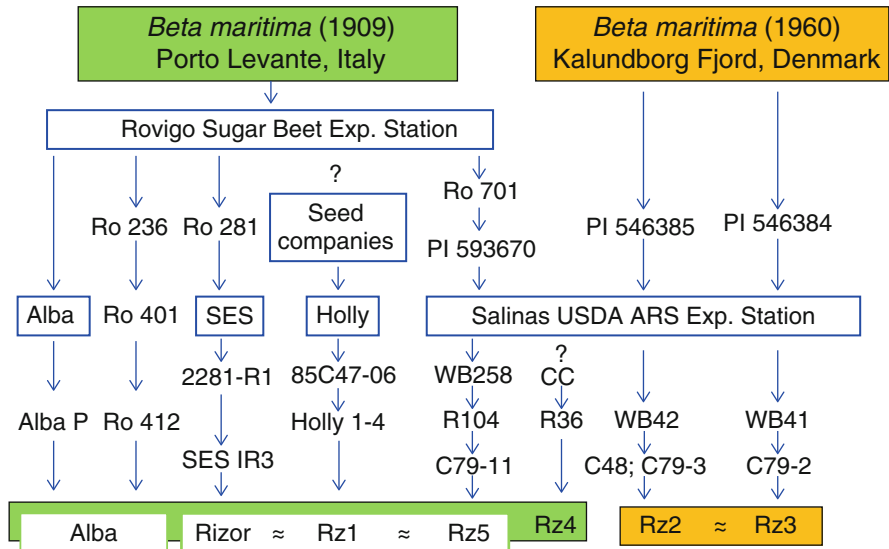 Beta maritima (1909)
Porto Levante, Italy
Beta maritima (1960)
Kalundborg Fjord, Denmark
Rovigo Sugar Beet Exp. Station
?
Ro 701
Ro 236 Ro 281
Seed
companies
PI 593670
PI 546385 PI 546384
Alba Ro 401 SES Holly
Salinas USDA ARS Exp. Station
?
2281-R1 85C47-06 WB258 CC
Alba P Ro 412 Holly 1-4 R104 R36 WB42 WB41
SES IR3 C79-11 C48; C79-3 C79-2
Alba Rizor ≈ Rz1 ≈ Rz5 Rz4 Rz2 ≈ Rz3